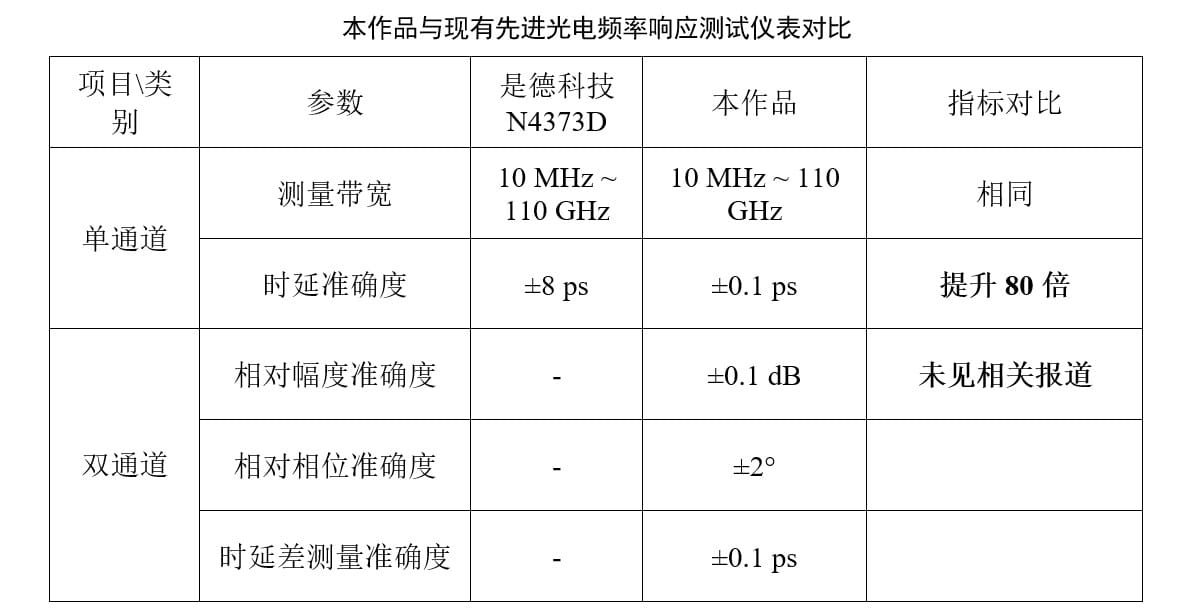 本作品与现有先进光电频率响应测试仪表对比
项目\类
别
参数
是德科技
N4373D
本作品
指标对比
单通道
测量带宽
10 MHz ~
110 GHz
10 MHz ~ 110
GHz
相同
时延准确度
±8 ps
±0.1 ps
提升 80 倍
双通道
相对幅度准确度
-
±0.1 dB
未见相关报道
相对相位准确度
-
±2°
时延差测量准确度
-
±0.1 ps